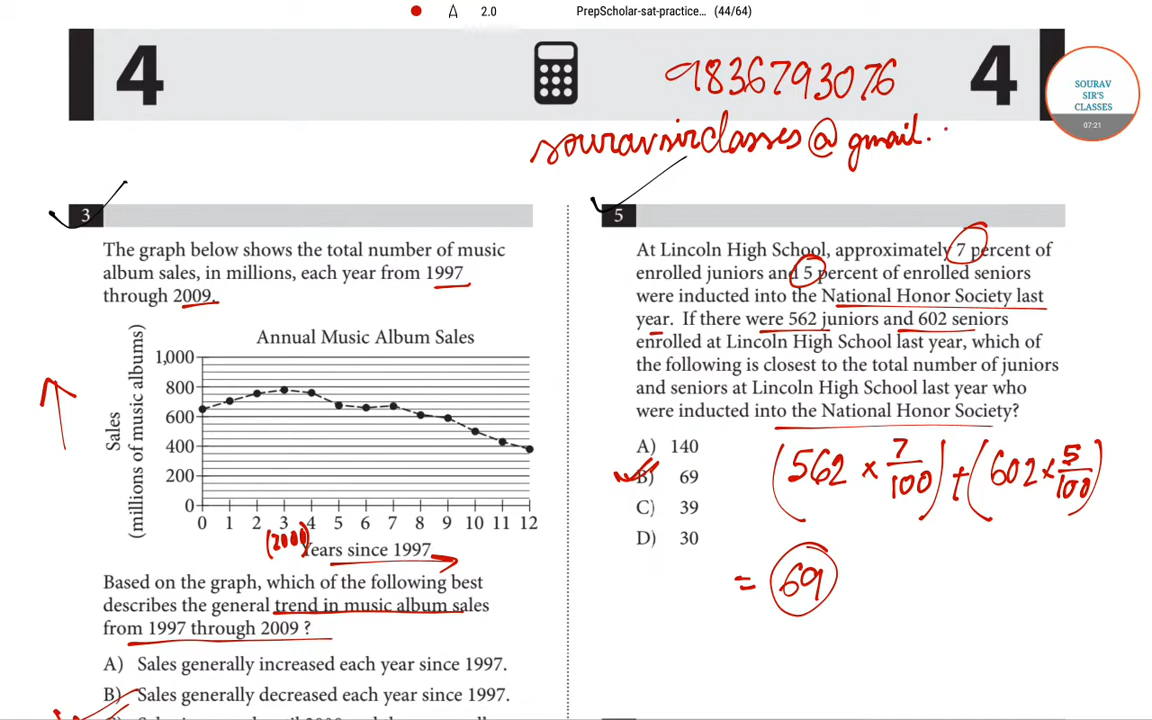 2.0 PrepScholar-sat-practice... (44/64)
4 9836793076 4
SOURAV
SIR'S
CLASSES
07:21
souravsirclasses@gmail..
3
The graph below shows the total number of music
album sales, in millions, each year from 1997
through 2009.
Annual Music Album Sales
Sales
(millions of music albums)
1,000
800
600
400
200
0
0 1 2 3 4 5 6 7 8 9 10 11 12
(2000)
Years since 1997
Based on the graph, which of the following best
describes the general trend in music album sales
from 1997 through 2009 ?
A) Sales generally increased each year since 1997.
B) Sales generally decreased each year since 1997.
5
At Lincoln High School, approximately 7 percent of
enrolled juniors and 5 percent of enrolled seniors
were inducted into the National Honor Society last
year. If there were 562 juniors and 602 seniors
enrolled at Lincoln High School last year, which of
the following is closest to the total number of juniors
and seniors at Lincoln High School last year who
were inducted into the National Honor Society?
A) 140
B) 69
C) 39
D) 30
(562 × 7/100) + (602 × 5/100)
= 69